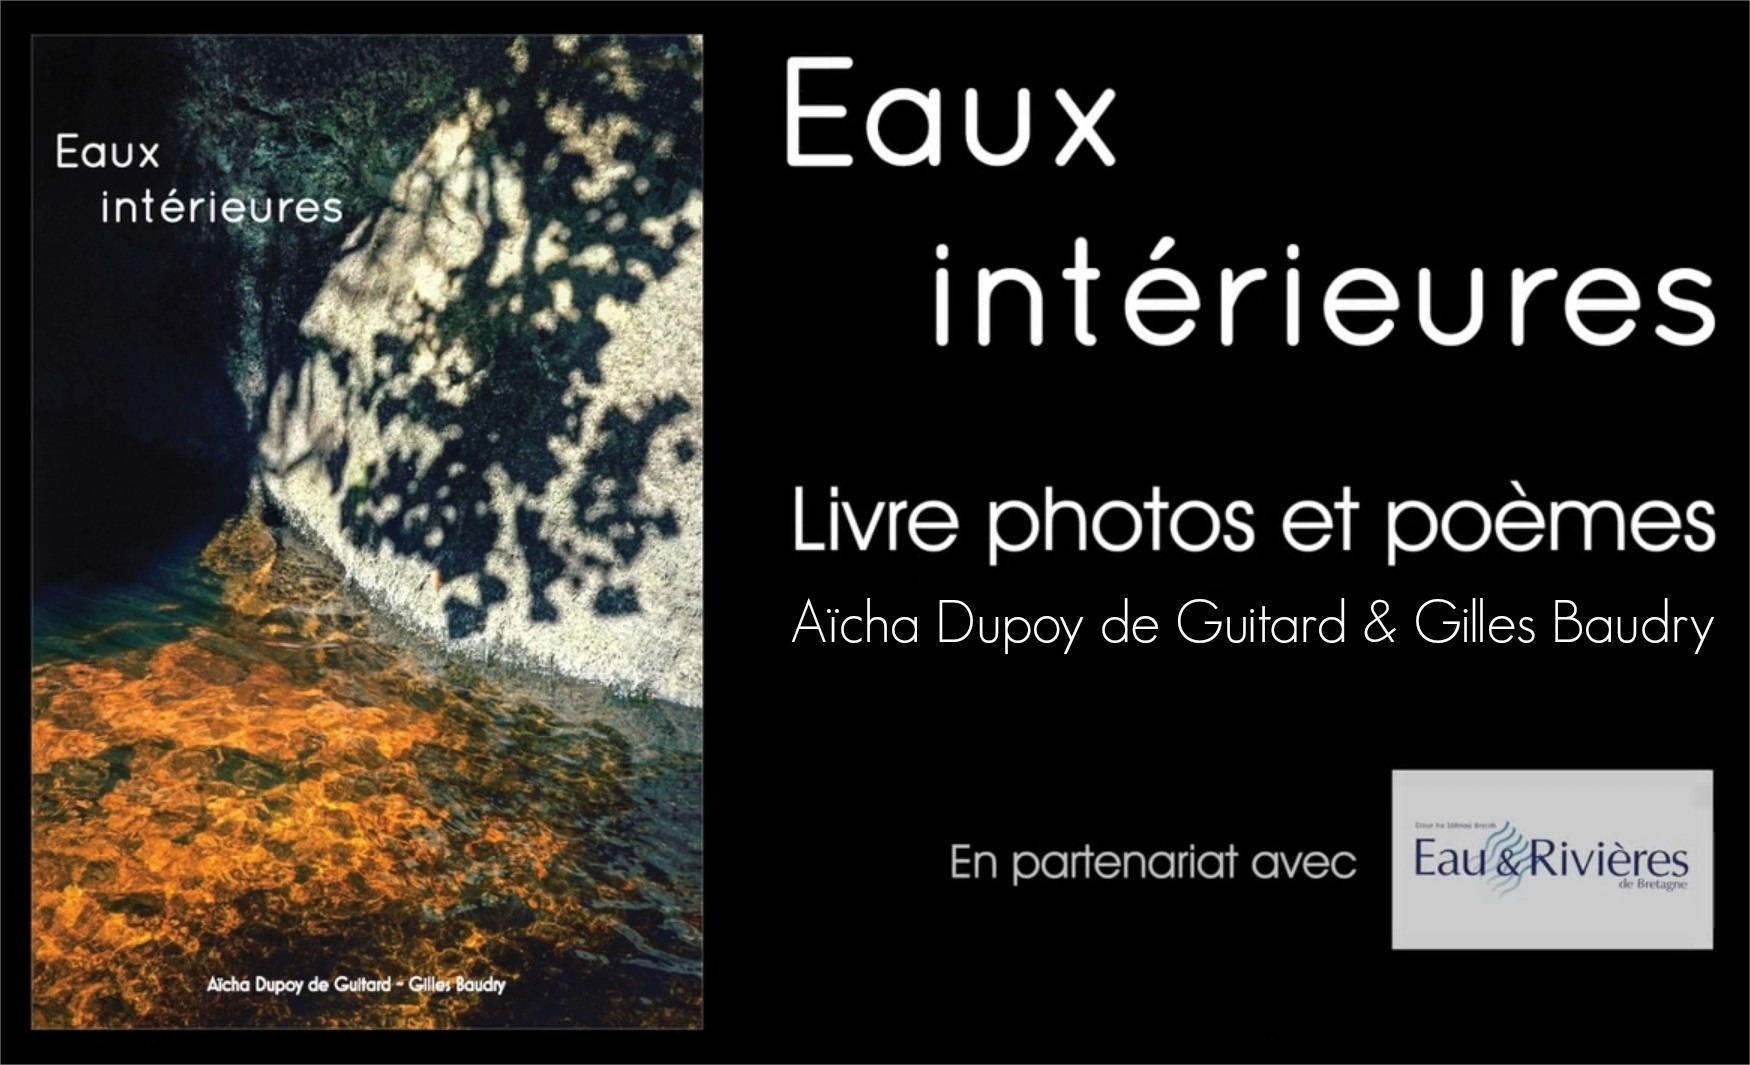 Eaux
intérieures
Aïcha Dupoy de Guitard - Gilles Baudry
Eaux
intérieures
Livre photos et poèmes
Aïcha Dupoy de Guitard & Gilles Baudry
En partenariat avec
Eau & Rivières
de Bretagne